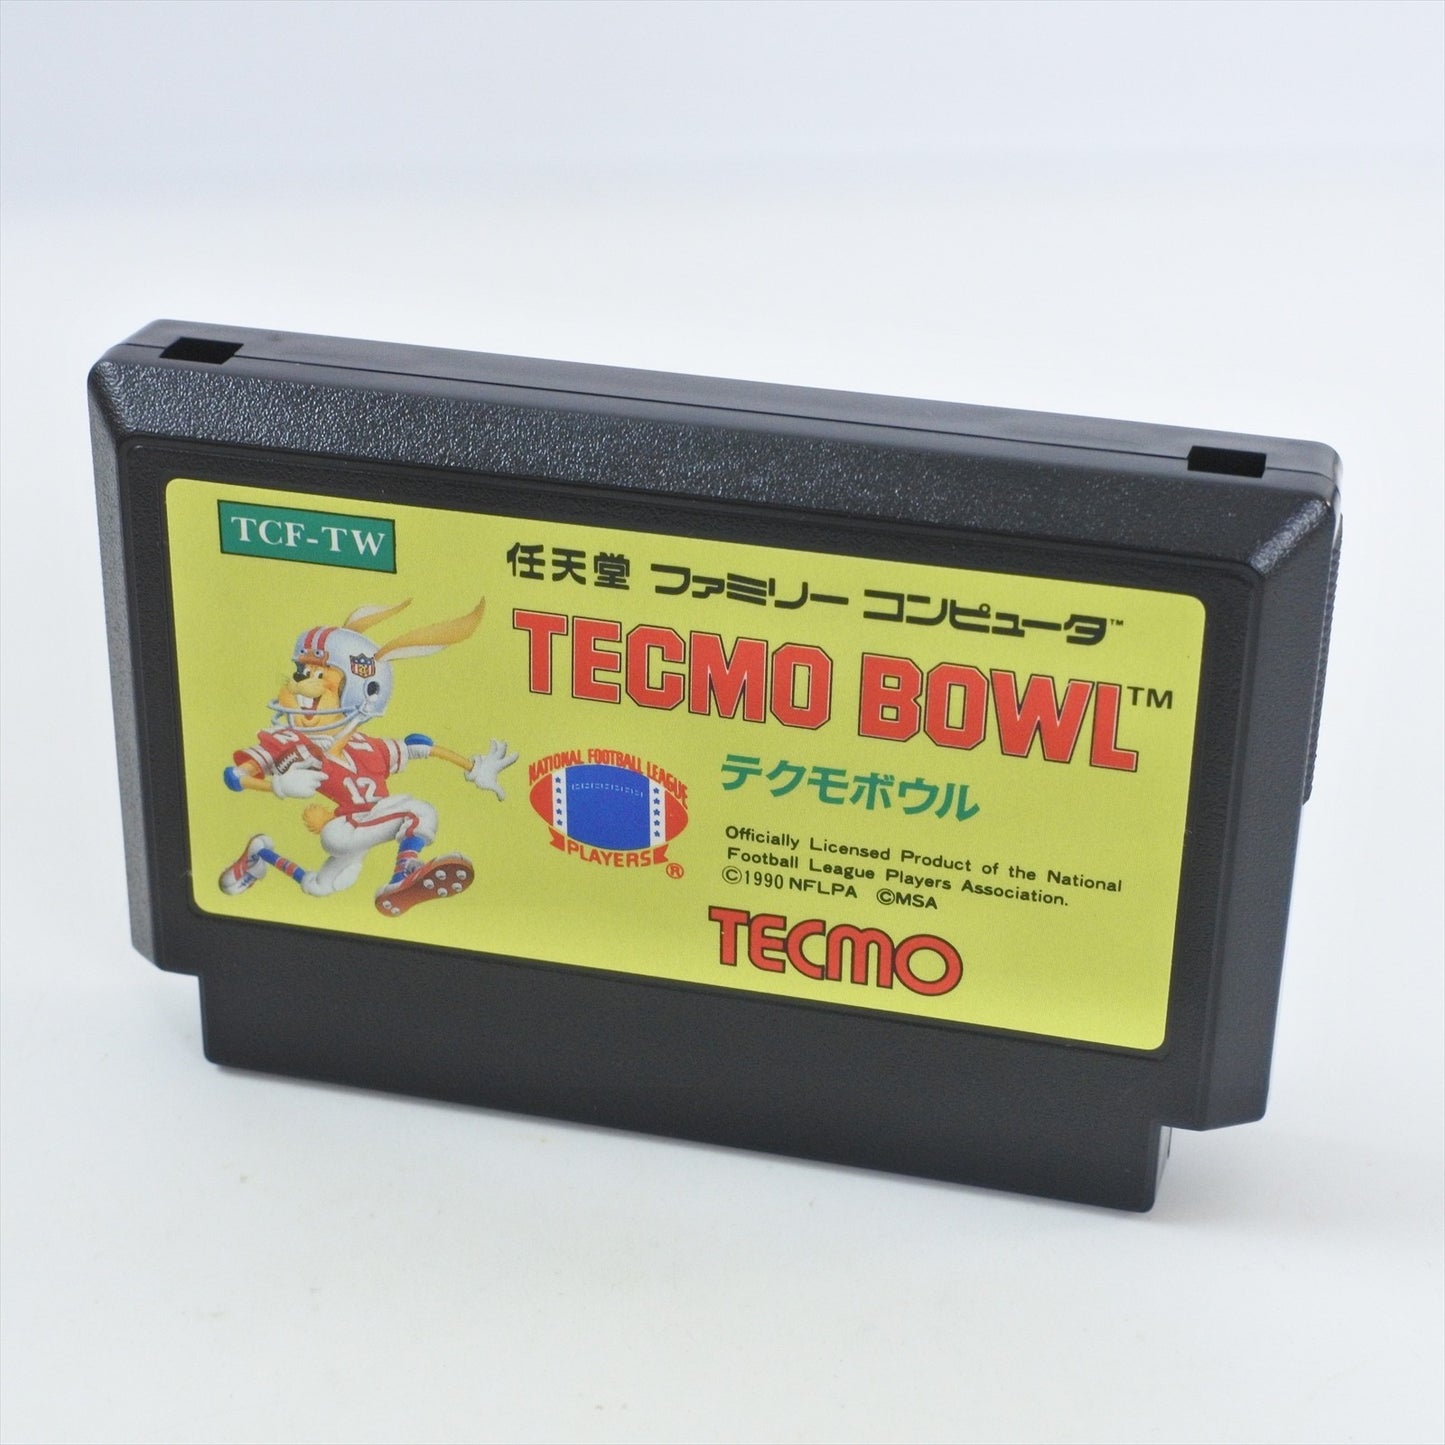 TCF-TW
任天堂 ファミリー コンピュータ™
TECMO BOWL™
テクモボウル
NATIONAL FOOTBALL LEAGUE
PLAYERS®
12
Officially Licensed Product of the National
Football League Players Association.
©1990 NFLPA ©MSA
TECMO